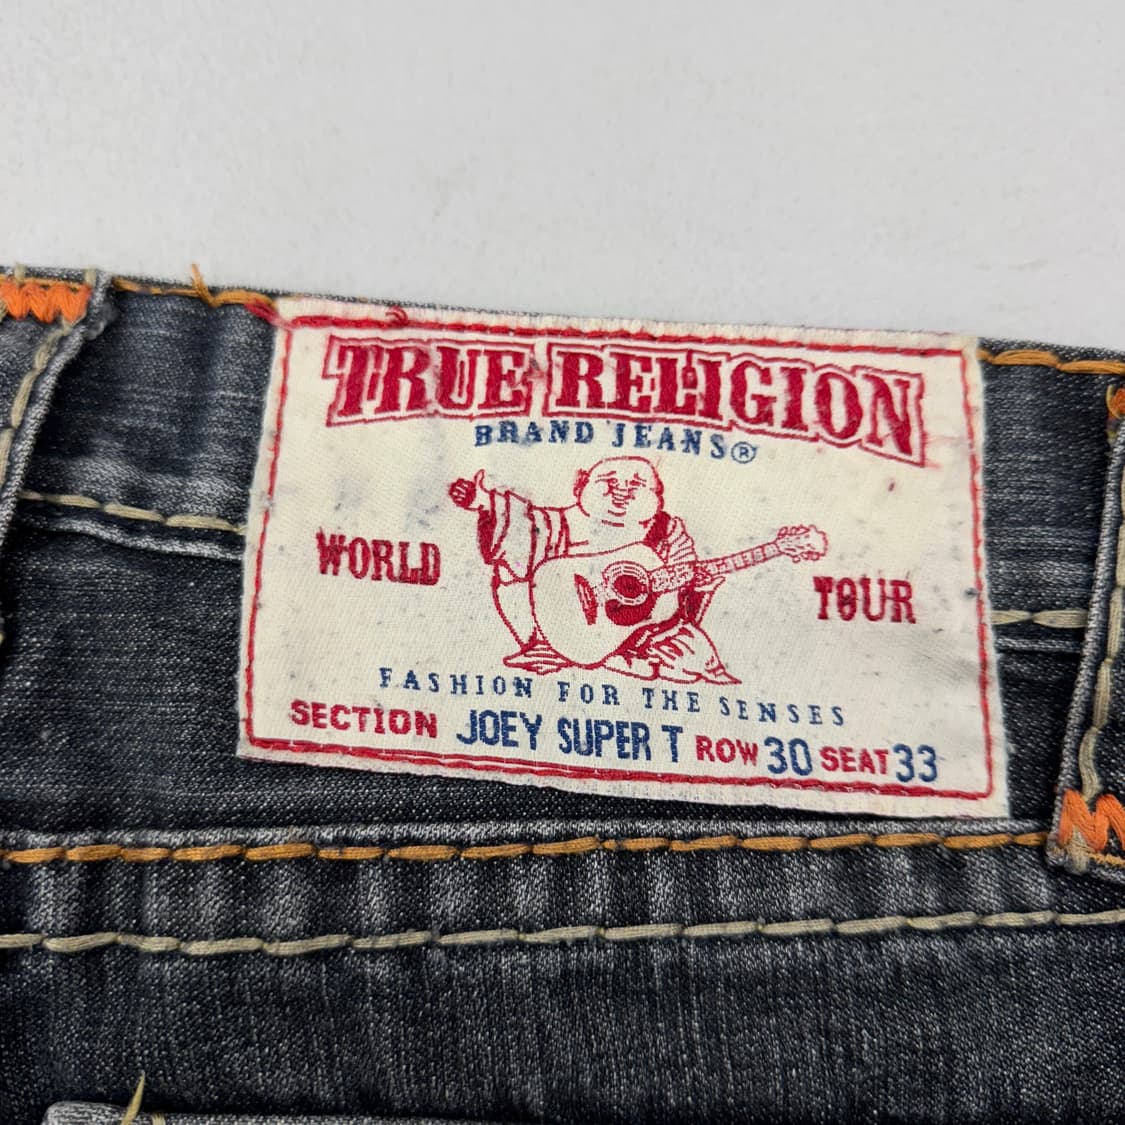 TRUE RELIGION
BRAND JEANS®
WORLD TOUR
FASHION FOR THE SENSES
SECTION JOEY SUPER T ROW 30 SEAT 33